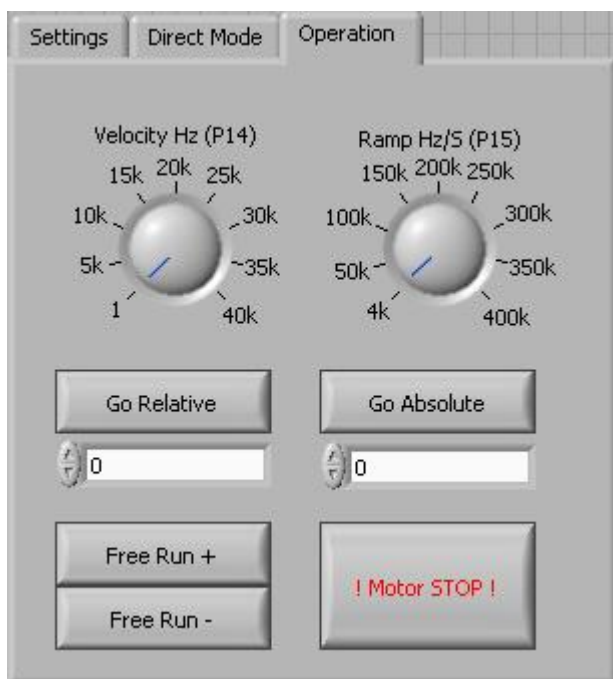 Settings Direct Mode Operation
Velocity Hz (P14)
1 5k 10k 15k 20k 25k 30k 35k 40k
Ramp Hz/S (P15)
4k 50k 100k 150k 200k 250k 300k 350k 400k
Go Relative
0
Go Absolute
0
Free Run +
Free Run -
! Motor STOP !